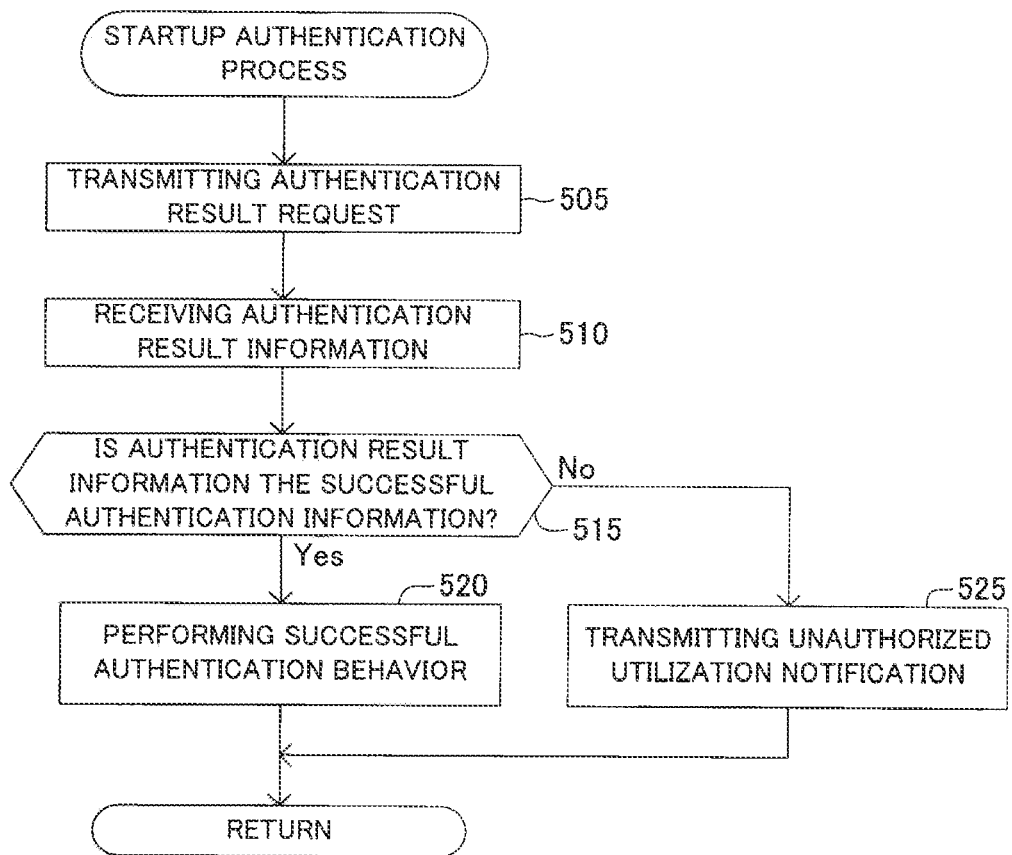 STARTUP AUTHENTICATION
PROCESS
TRANSMITTING AUTHENTICATION
RESULT REQUEST
505
RECEIVING AUTHENTICATION
RESULT INFORMATION
510
IS AUTHENTICATION RESULT
INFORMATION THE SUCCESSFUL
AUTHENTICATION INFORMATION?
No
515
Yes
520
PERFORMING SUCCESSFUL
AUTHENTICATION BEHAVIOR
525
TRANSMITTING UNAUTHORIZED
UTILIZATION NOTIFICATION
RETURN